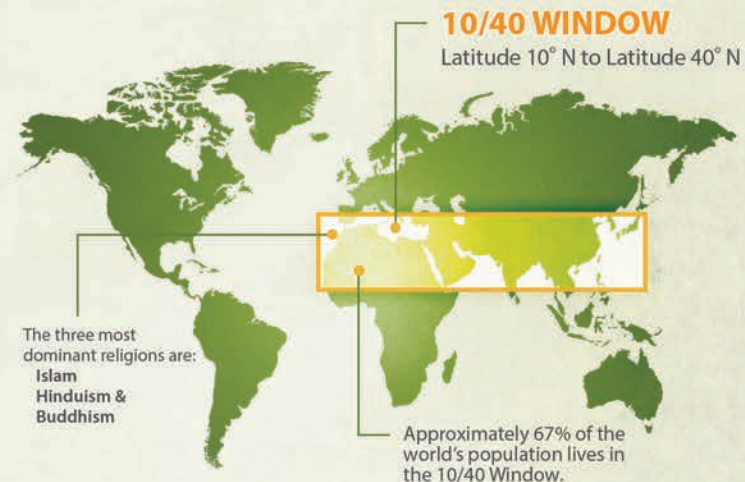 10/40 WINDOW
Latitude 10° N to Latitude 40° N
The three most
dominant religions are:
Islam
Hinduism &
Buddhism
Approximately 67% of the
world's population lives in
the 10/40 Window.